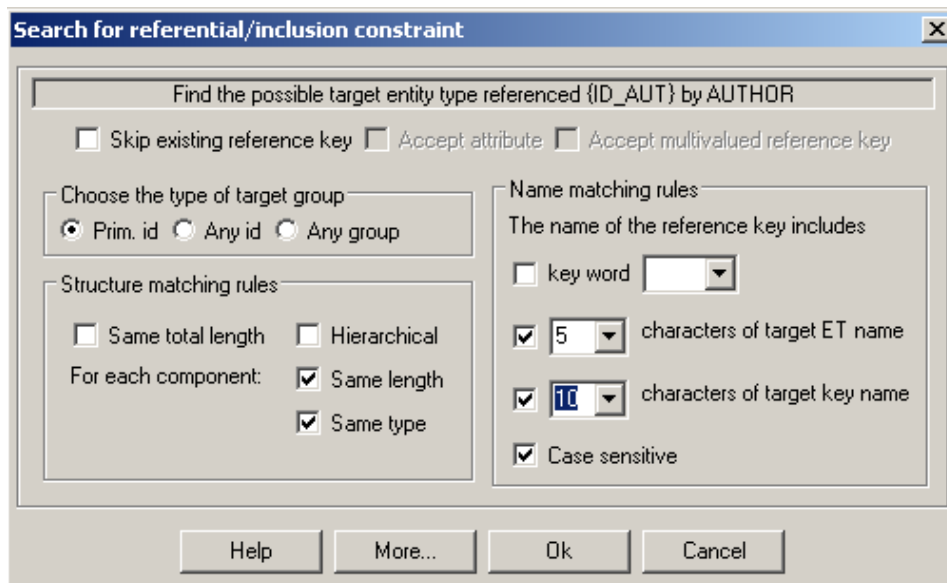 Search for referential/inclusion constraint
Find the possible target entity type referenced {ID_AUT} by AUTHOR
Skip existing reference key Accept attribute Accept multivalued reference key
Choose the type of target group
Prim. id Any id Any group
Structure matching rules
Same total length Hierarchical
For each component: Same length
Same type
Name matching rules
The name of the reference key includes
key word
5 characters of target ET name
10 characters of target key name
Case sensitive
Help More... Ok Cancel